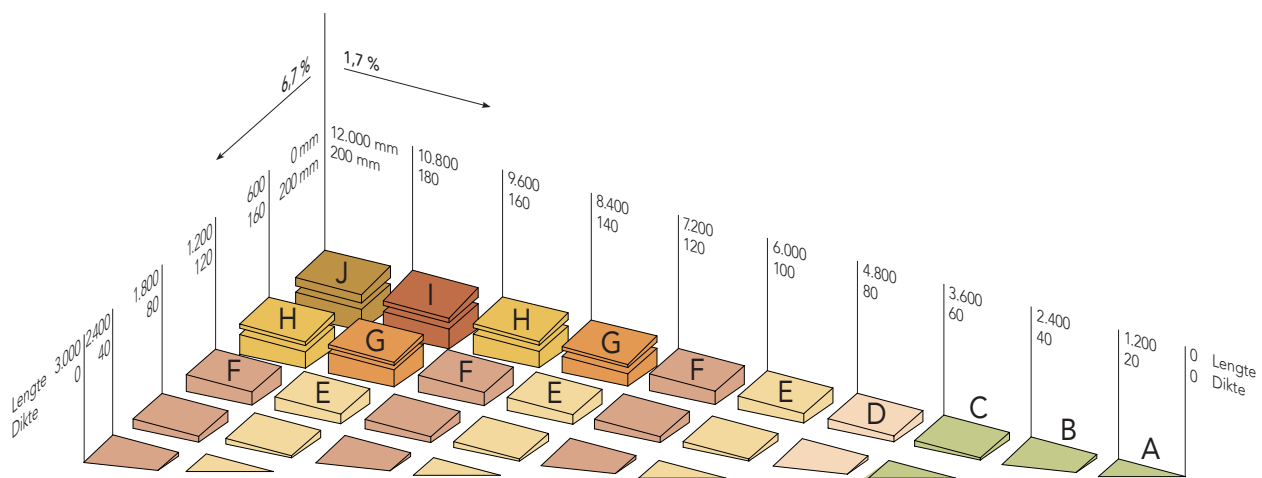 6,7 %
1,7 %
0 mm
200 mm
12.000 mm
200 mm
10.800
180
9.600
160
8.400
140
7.200
120
6.000
100
4.800
80
3.600
60
2.400
40
1.200
20
0 Lengte
0 Dikte
600
160
1.200
120
1.800
80
2.400
40
Lengte 3.000
Dikte 0
J
I
H
H
G
G
F
F
F
E
E
E
D
C
B
A